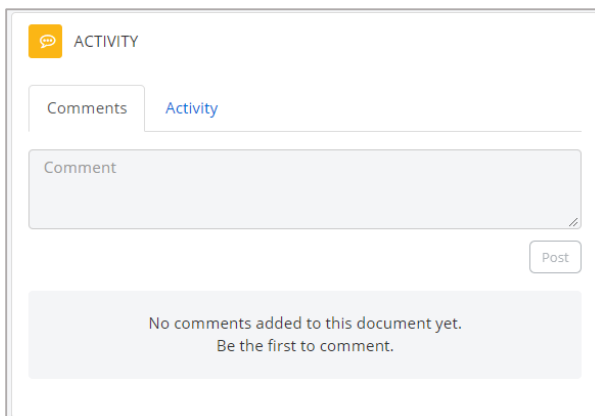 ACTIVITY
Comments Activity
Comment
Post
No comments added to this document yet.
Be the first to comment.